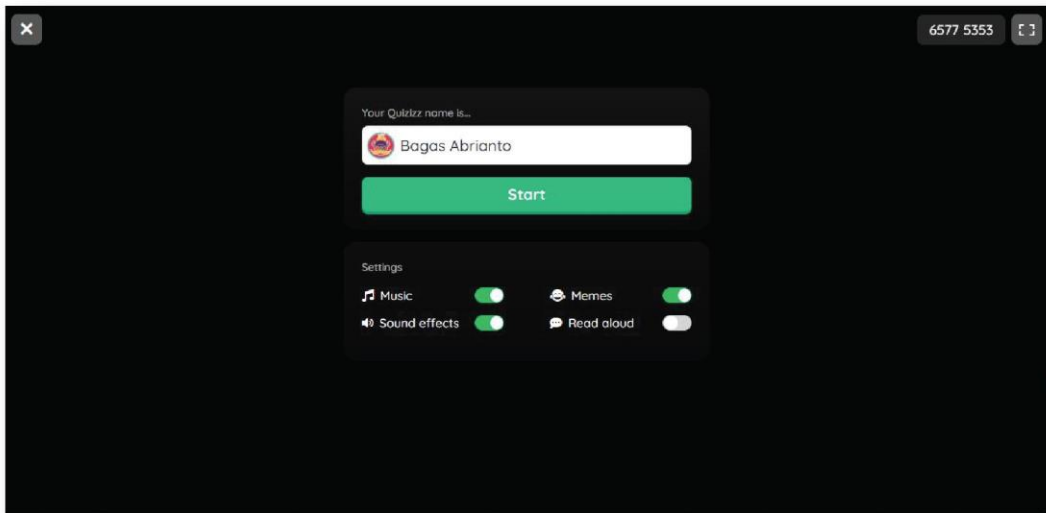 6577 5353
Your Quizizz name is...
Bagas Abrianto
Start
Settings
Music
Memes
Sound effects
Read aloud